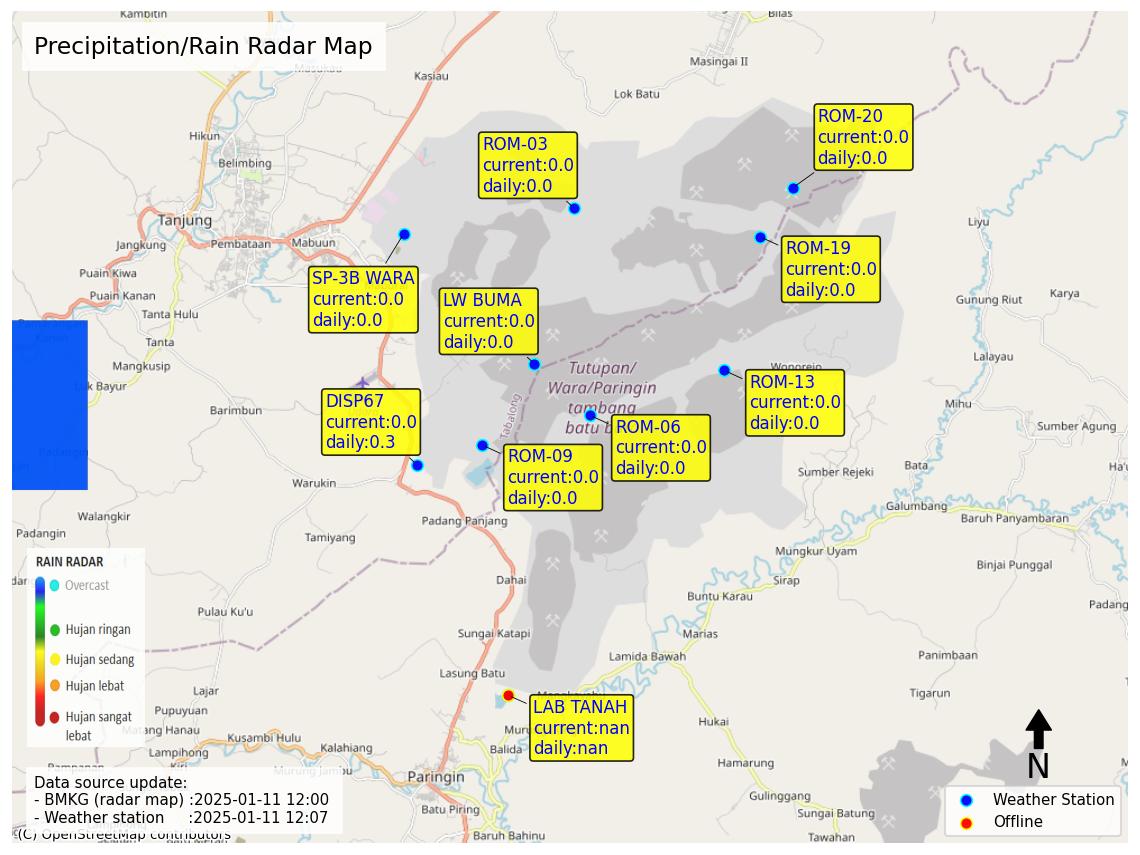 Precipitation/Rain Radar Map
Kambitin
Bilas
Masukau
Kasiau
Masingai II
Lok Batu
Hikun
Belimbing
ROM-03
current:0.0
daily:0.0
ROM-20
current:0.0
daily:0.0
Tanjung
Jangkung
Pembataan
Mabuun
Liyu
Puain Kiwa
Puain Kanan
Tanta Hulu
SP-3B WARA
current:0.0
daily:0.0
LW BUMA
current:0.0
daily:0.0
ROM-19
current:0.0
daily:0.0
Gunung Riut
Karya
Kanan
Tanta
Mangkusip
Luk Bayur
Barimbun
Tutupan/
Wara/Paringin
tambang
batu b
Wonorejo
Lalayau
Mihu
ROM-13
current:0.0
daily:0.0
DISP67
current:0.0
daily:0.3
Tabalong
ROM-06
current:0.0
daily:0.0
Sumber Agung
ROM-09
current:0.0
daily:0.0
Sumber Rejeki
Bata
Padangin
Warukin
Galumbang
Baruh Panyambaran
Walangkir
Padangin
Padang Panjang
Tamiyang
Mungkur Uyam
Binjai Punggal
RAIN RADAR
Overcast
Hujan ringan
Hujan sedang
Hujan lebat
Hujan sangat
lebat
Dahai
Sirap
Buntu Karau
Padang
Pulau Ku'u
Sungai Katapi
Marias
Lamida Bawah
Panimbaan
Lasung Batu
Tigarun
Lajar
Pupuyuan
LAB TANAH
current:nan
daily:nan
Matang Hanau
Hukai
Kusambi Hulu
Lampihong
Kalahiang
Balida
Hamarung
N
Murung Jambu
Paringin
Batu Piring
Gulinggang
Sungai Batung
Baruh Bahinu
Tawahan
Data source update:
- BMKG (radar map) :2025-01-11 12:00
- Weather station :2025-01-11 12:07
(C) OpenStreetMap contributors
Weather Station
Offline